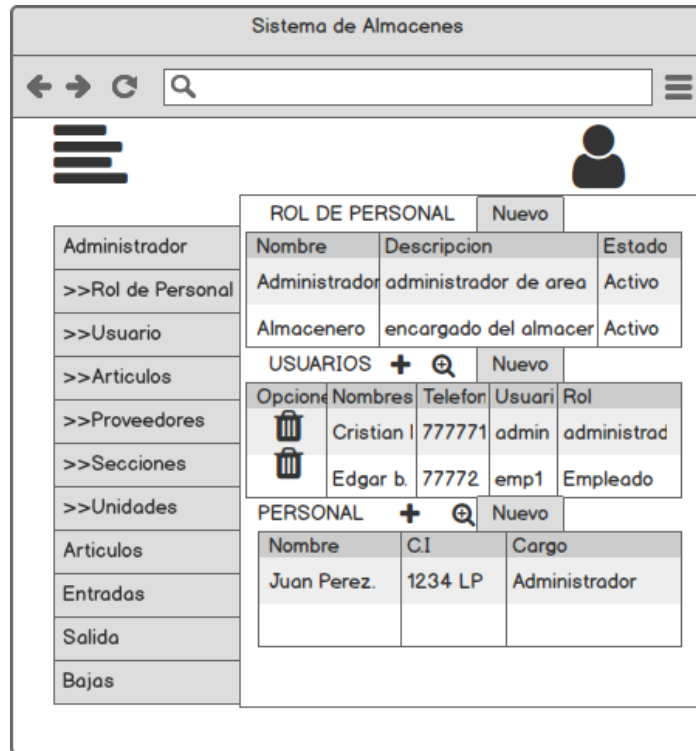 Sistema de Almacenes
Administrador
>>Rol de Personal
>>Usuario
>>Articulos
>>Proveedores
>>Secciones
>>Unidades
Articulos
Entradas
Salida
Bajas
ROL DE PERSONAL Nuevo
Nombre Descripcion Estado
Administrador administrador de area Activo
Almacenero encargado del almacer Activo
USUARIOS Nuevo
Opcione Nombres Telefon Usuari Rol
Cristian l 777771 admin administrad
Edgar b. 77772 emp1 Empleado
PERSONAL Nuevo
Nombre C.I Cargo
Juan Perez. 1234 LP Administrador